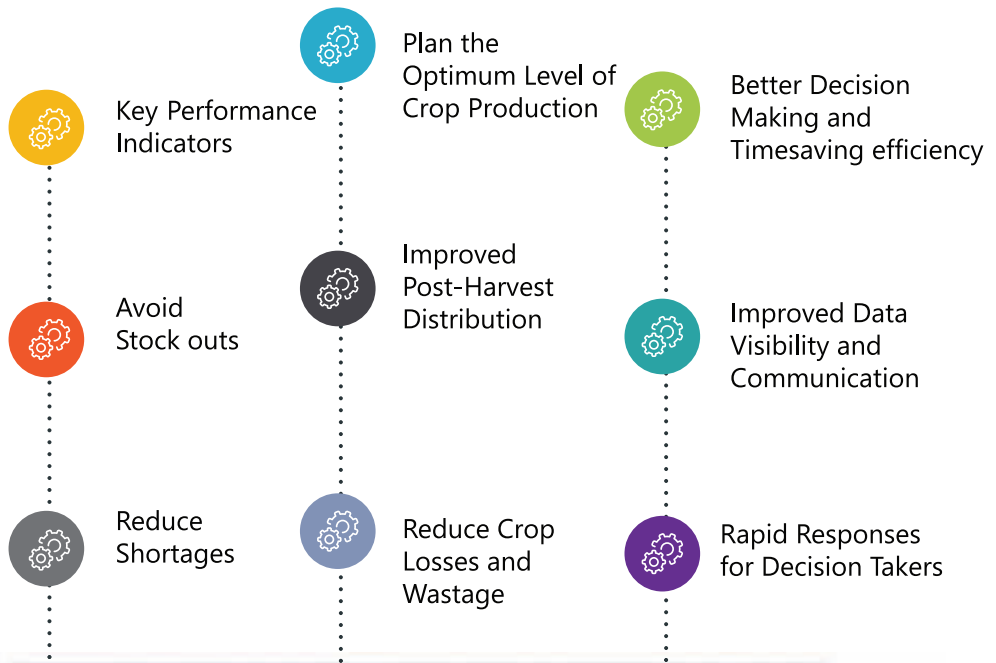 Key Performance
Indicators
Avoid
Stock outs
Reduce
Shortages
Plan the
Optimum Level of
Crop Production
Improved
Post-Harvest
Distribution
Reduce Crop
Losses and
Wastage
Better Decision
Making and
Timesaving efficiency
Improved Data
Visibility and
Communication
Rapid Responses
for Decision Takers